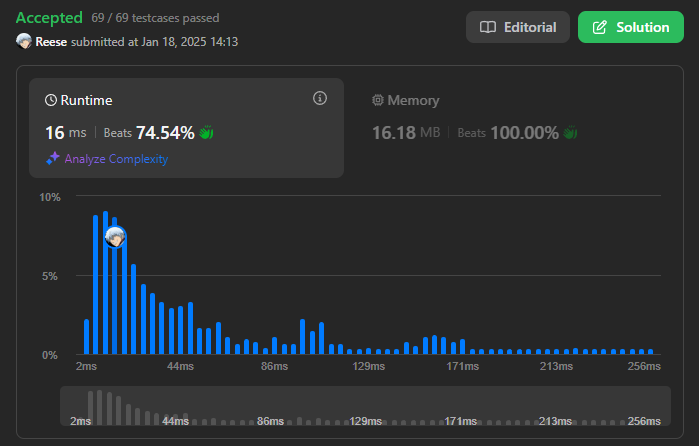 Accepted 69 / 69 testcases passed
Reese submitted at Jan 18, 2025 14:13
Editorial
Solution
Runtime
16 ms | Beats 74.54%
Analyze Complexity
Memory
16.18 MB | Beats 100.00%
10%
5%
0%
2ms 44ms 86ms 129ms 171ms 213ms 256ms
2ms 44ms 86ms 129ms 171ms 213ms 256ms